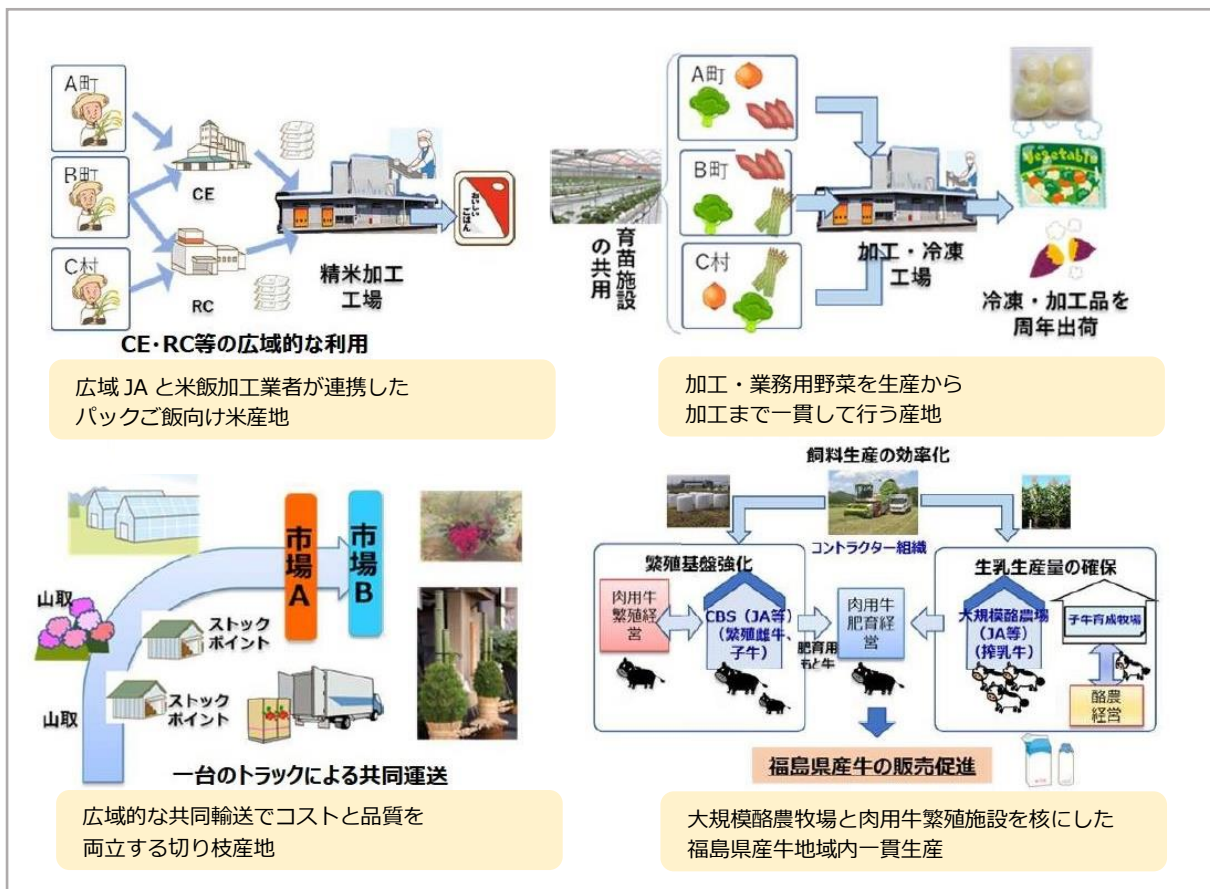 A町
B町
C村
CE
RC
精米加工
工場
おいしい
ごはん
CE・RC等の広域的な利用
広域 JA と米飯加工業者が連携した
パックご飯向け米産地
育苗施設
の共用
A町
B町
C村
加工・冷凍
工場
Vegetable
冷凍・加工品を
周年出荷
加工・業務用野菜を生産から
加工まで一貫して行う産地
山取
山取
ストック
ポイント
ストック
ポイント
市場A
市場B
一台のトラックによる共同運送
広域的な共同輸送でコストと品質を
両立する切り枝産地
飼料生産の効率化
コントラクター組織
繁殖基盤強化
肉用牛
繁殖経
営
CBS(JA等)
(繁殖雌牛、
子牛)
肥育用
もと牛
肉用牛
肥育経
営
生乳生産量の確保
大規模酪農場
(JA等)
(搾乳牛)
子牛育成牧場
酪農
経営
福島県産牛の販売促進
大規模酪農牧場と肉用牛繁殖施設を核にした
福島県産牛地域内一貫生産